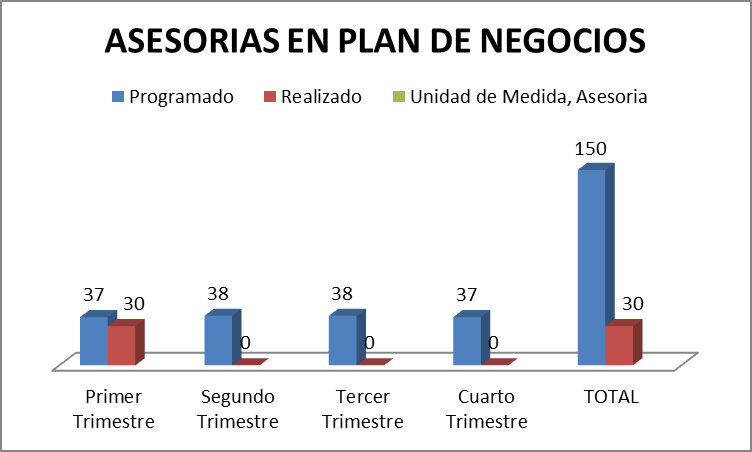 ASESORIAS EN PLAN DE NEGOCIOS
Programado Realizado Unidad de Medida, Asesoria
150
37 30 38 0 38 0 37 0 30
Primer Segundo Tercer Cuarto TOTAL
Trimestre Trimestre Trimestre Trimestre